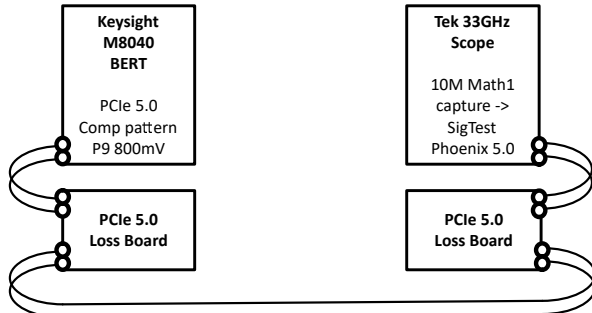 Keysight
M8040
BERT
PCIe 5.0
Comp pattern
P9 800mV
Tek 33GHz
Scope
10M Math1
capture ->
SigTest
Phoenix 5.0
PCIe 5.0
Loss Board
PCIe 5.0
Loss Board